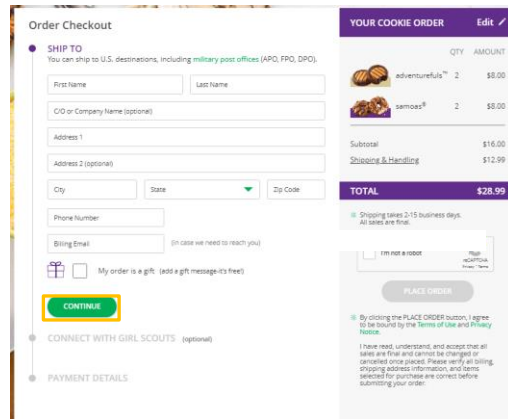 Order Checkout
SHIP TO
You can ship to U.S. destinations, including military post offices (APO, FPO, DPO).
First Name
Last Name
C/O or Company Name (optional)
Address 1
Address 2 (optional)
City
State
Zip Code
Phone Number
Billing Email
(in case we need to reach you)
My order is a gift (add a gift message-it's free!)
CONTINUE
CONNECT WITH GIRL SCOUTS (optional)
PAYMENT DETAILS
YOUR COOKIE ORDER Edit
QTY AMOUNT
adventurefuls™ 2 $8.00
samoas® 2 $8.00
Subtotal $16.00
Shipping & Handling $12.99
TOTAL $28.99
Shipping takes 2-15 business days.
All sales are final.
I'm not a robot
reCAPTCHA
Privacy - Terms
PLACE ORDER
By clicking the PLACE ORDER button, I agree
to be bound by the Terms of Use and Privacy
Notice.
I have read, understand, and accept that all
sales are final and cannot be changed or
cancelled once placed. Please verify all billing,
shipping address information, and items
selected for purchase are correct before
submitting your order.